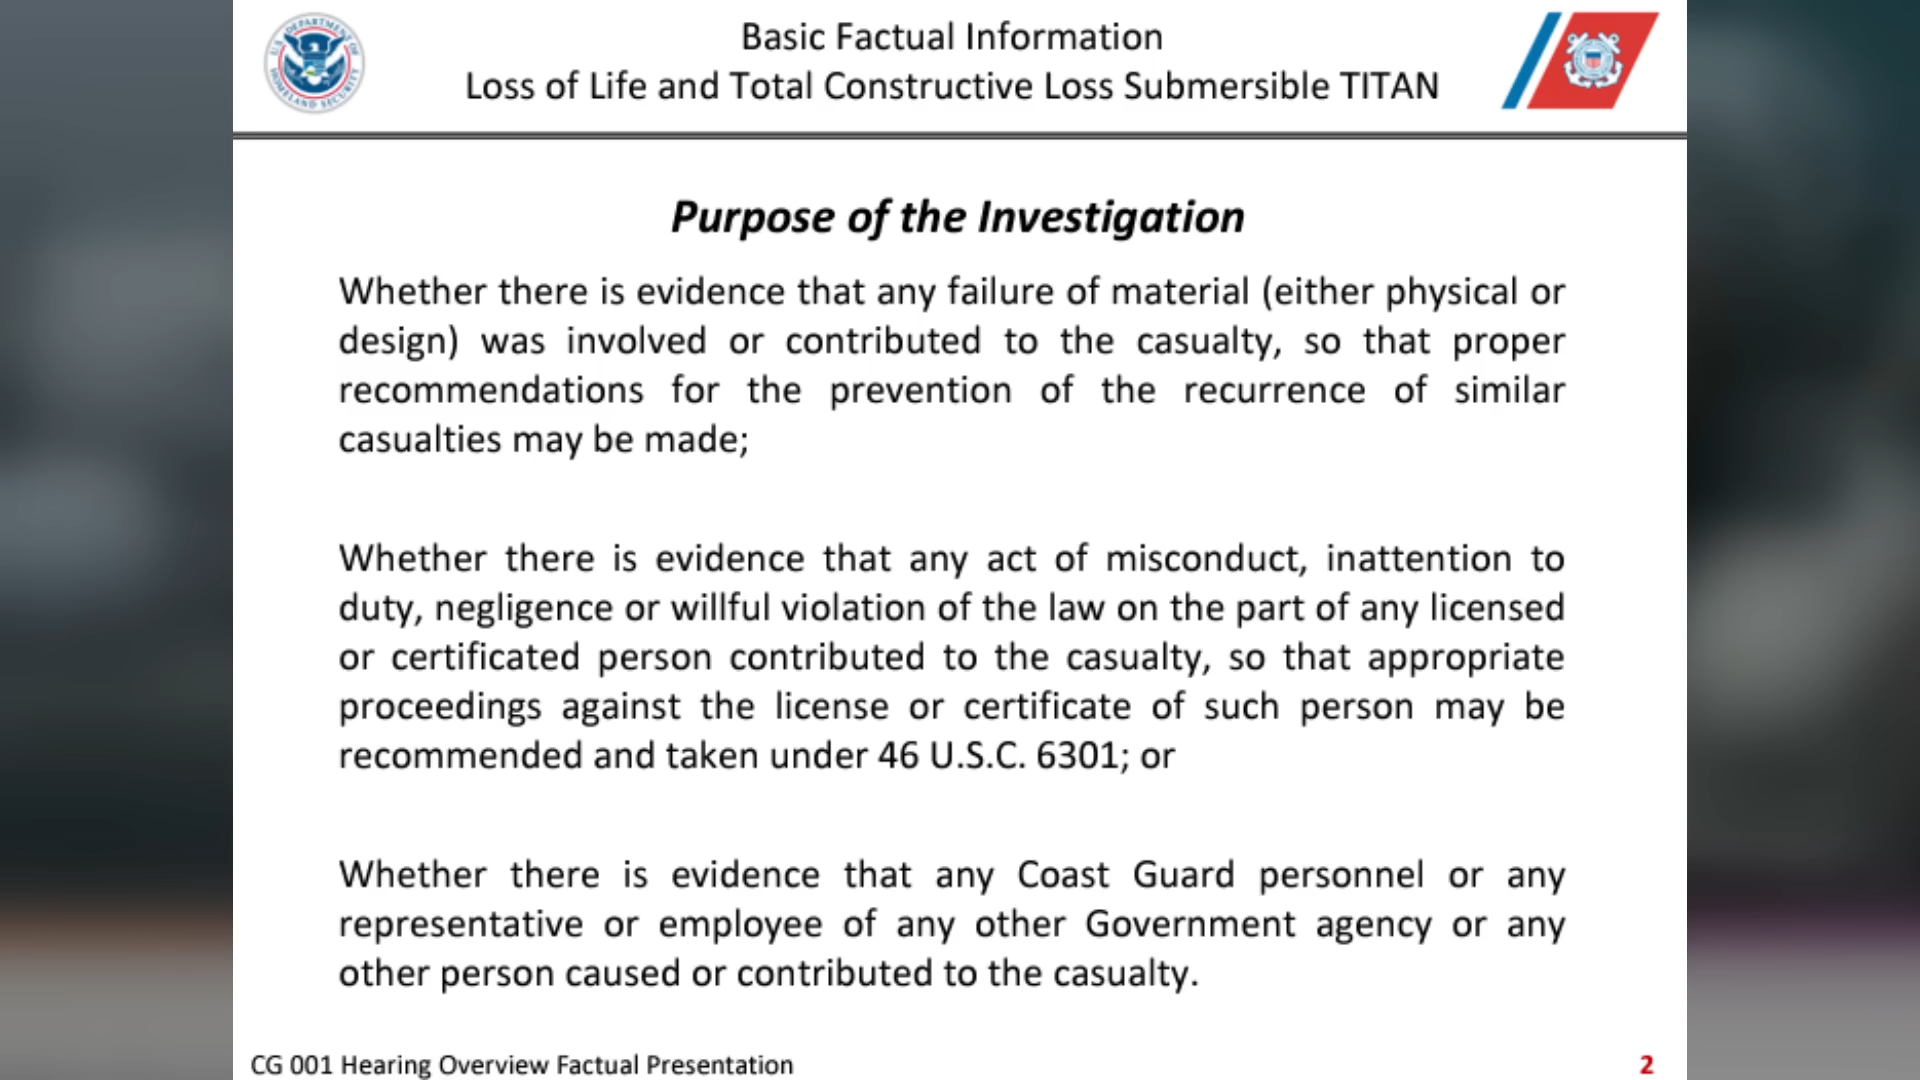 Basic Factual Information
Loss of Life and Total Constructive Loss Submersible TITAN
U.S. DEPARTMENT OF
HOMELAND SECURITY
Purpose of the Investigation
Whether there is evidence that any failure of material (either physical or
design) was involved or contributed to the casualty, so that proper
recommendations for the prevention of the recurrence of similar
casualties may be made;
Whether there is evidence that any act of misconduct, inattention to
duty, negligence or willful violation of the law on the part of any licensed
or certificated person contributed to the casualty, so that appropriate
proceedings against the license or certificate of such person may be
recommended and taken under 46 U.S.C. 6301; or
Whether there is evidence that any Coast Guard personnel or any
representative or employee of any other Government agency or any
other person caused or contributed to the casualty.
CG 001 Hearing Overview Factual Presentation
2